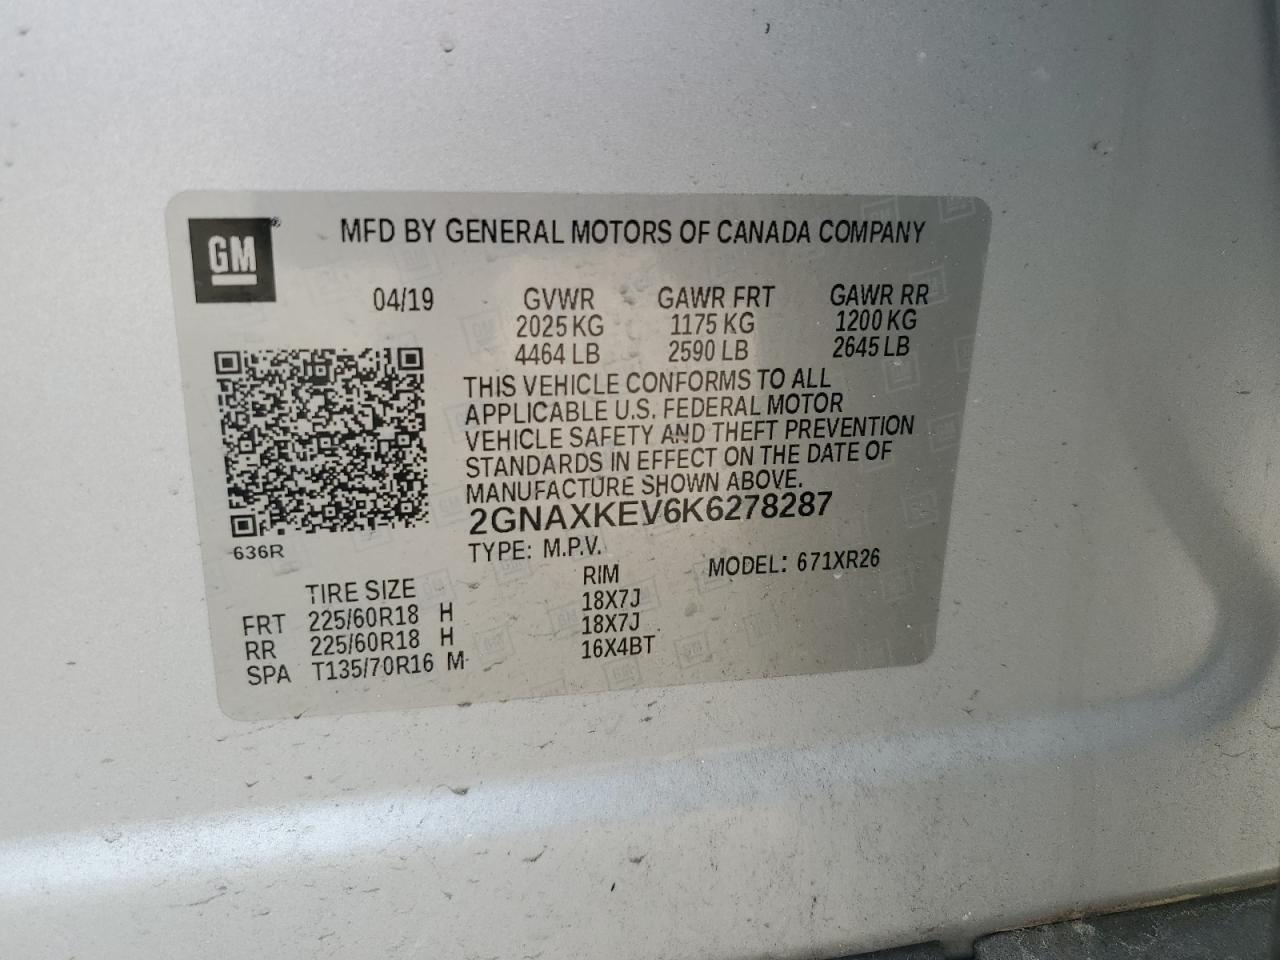 GM
MFD BY GENERAL MOTORS OF CANADA COMPANY
04/19 GVWR GAWR FRT GAWR RR
2025 KG 1175 KG 1200 KG
4464 LB 2590 LB 2645 LB
THIS VEHICLE CONFORMS TO ALL
APPLICABLE U.S. FEDERAL MOTOR
VEHICLE SAFETY AND THEFT PREVENTION
STANDARDS IN EFFECT ON THE DATE OF
MANUFACTURE SHOWN ABOVE.
2GNAXKEV6K6278287
636R
TYPE: M.P.V. MODEL: 671XR26
TIRE SIZE RIM
FRT 225/60R18 H 18X7J
RR 225/60R18 H 18X7J
SPA T135/70R16 M 16X4BT